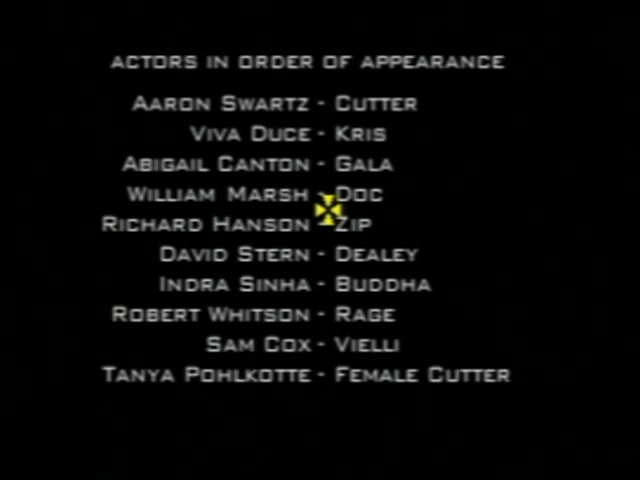 ACTORS IN ORDER OF APPEARANCE
AARON SWARTZ - CUTTER
VIVA DUCE - KRIS
ABIGAIL CANTON - GALA
WILLIAM MARSH - DOC
RICHARD HANSON - ZIP
DAVID STERN - DEALEY
INDRA SINHA - BUDDHA
ROBERT WHITSON - RAGE
SAM COX - VIELLI
TANYA POHLKOTTE - FEMALE CUTTER